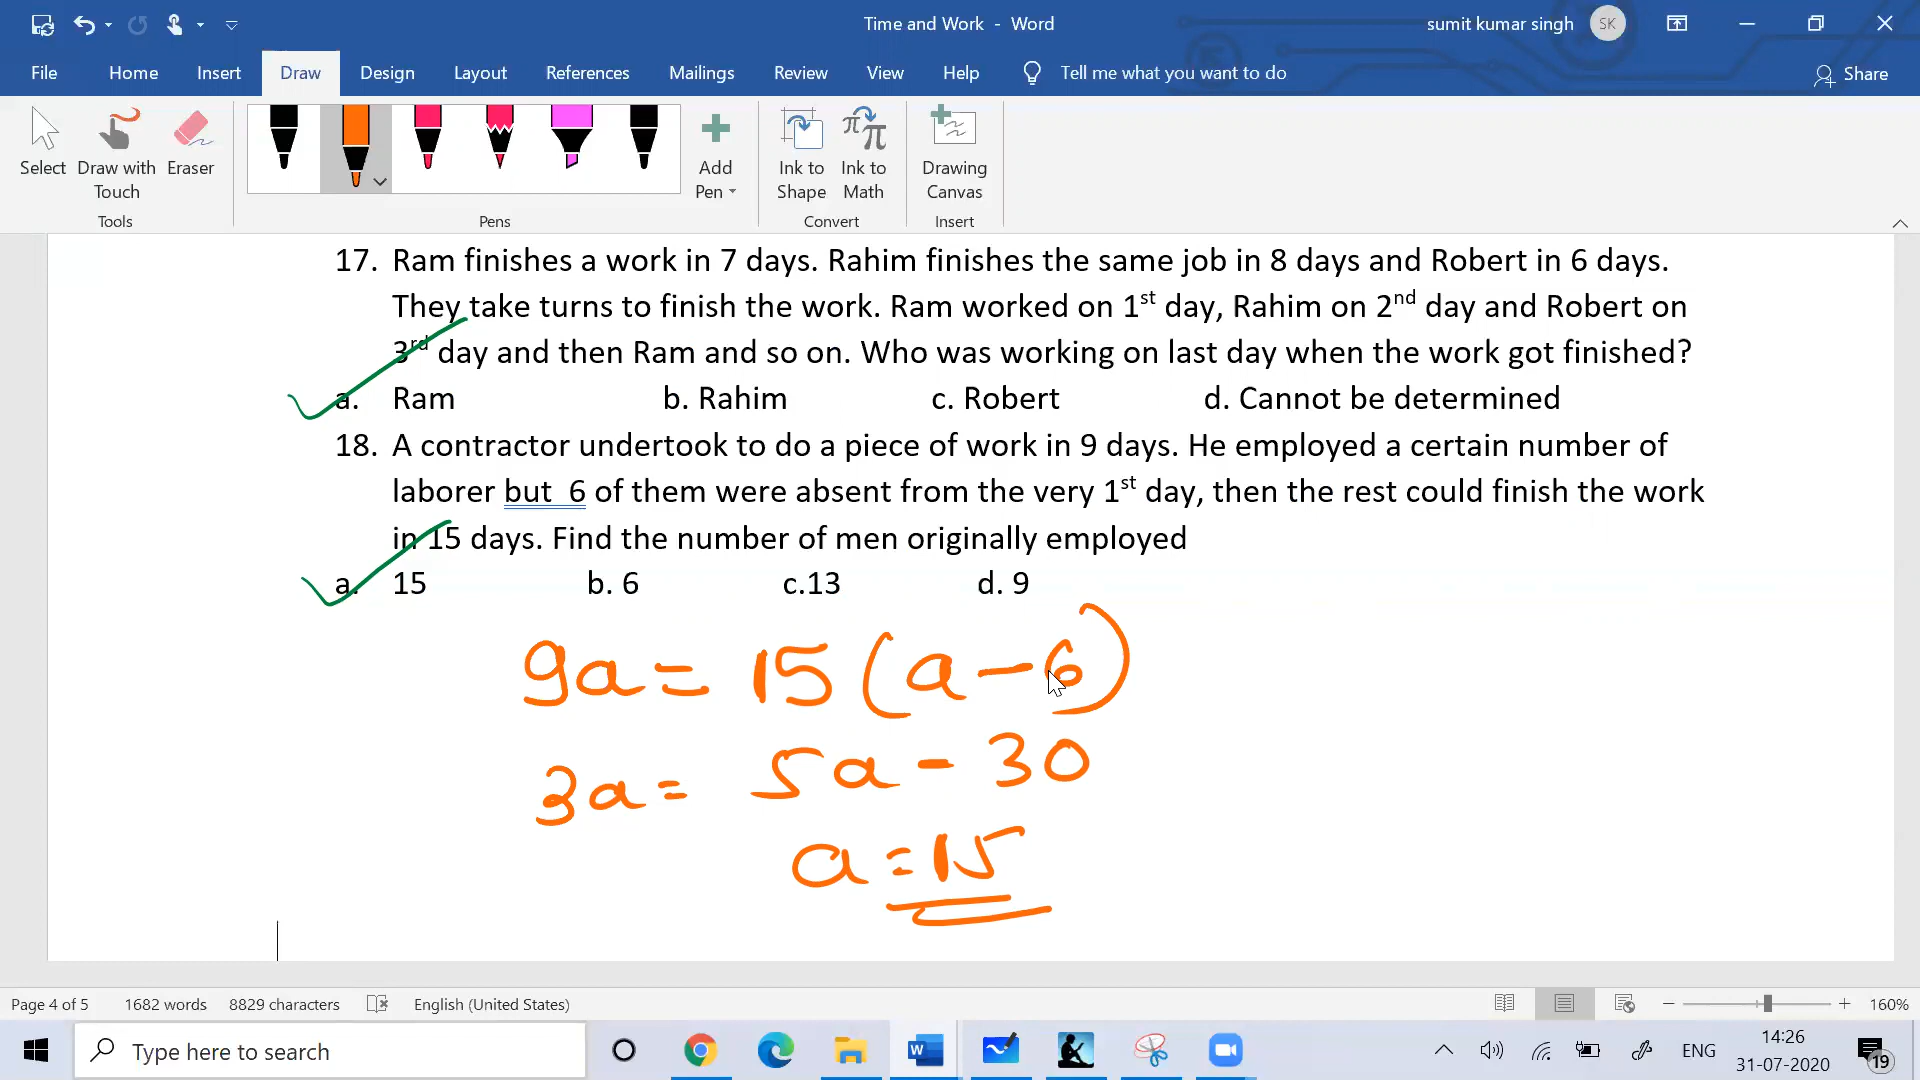 Time and Work - Word
sumit kumar singh
SK
File Home Insert Draw Design Layout References Mailings Review View Help Tell me what you want to do Share
Select
Draw with Touch
Eraser
Tools
Pens
Add Pen
Ink to Shape
Ink to Math
Convert
Drawing Canvas
Insert
17. Ram finishes a work in 7 days. Rahim finishes the same job in 8 days and Robert in 6 days.
They take turns to finish the work. Ram worked on 1st day, Rahim on 2nd day and Robert on
3rd day and then Ram and so on. Who was working on last day when the work got finished?
a. Ram b. Rahim c. Robert d. Cannot be determined
18. A contractor undertook to do a piece of work in 9 days. He employed a certain number of
laborer but 6 of them were absent from the very 1st day, then the rest could finish the work
in 15 days. Find the number of men originally employed
a. 15 b. 6 c.13 d. 9
9a = 15 (a - 6)
3a = 5a - 30
a = 15
Page 4 of 5 1682 words 8829 characters English (United States) 160%
Type here to search
ENG
14:26
31-07-2020
19